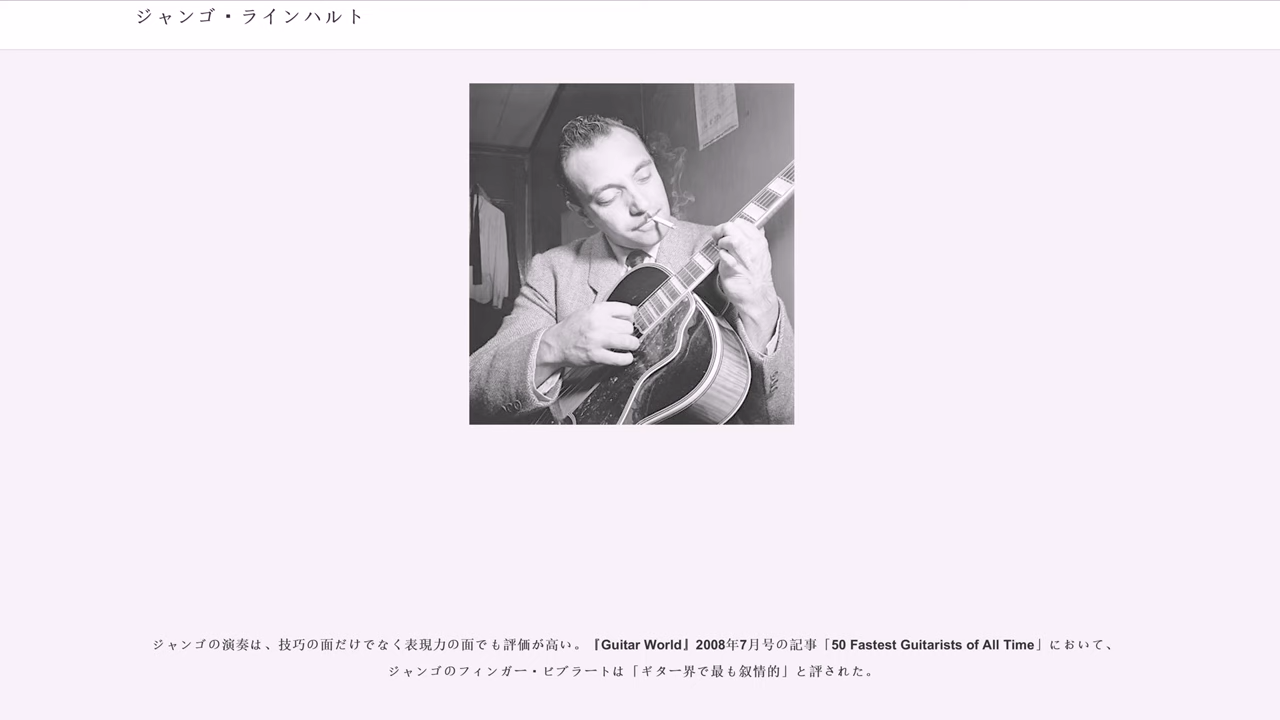 ジャンゴ・ラインハルト
ジャンゴの演奏は、技巧の面だけでなく表現力の面でも評価が高い。『Guitar World』2008年7月号の記事「50 Fastest Guitarists of All Time」において、
ジャンゴのフィンガー・ビブラートは「ギター界で最も叙情的」と評された。